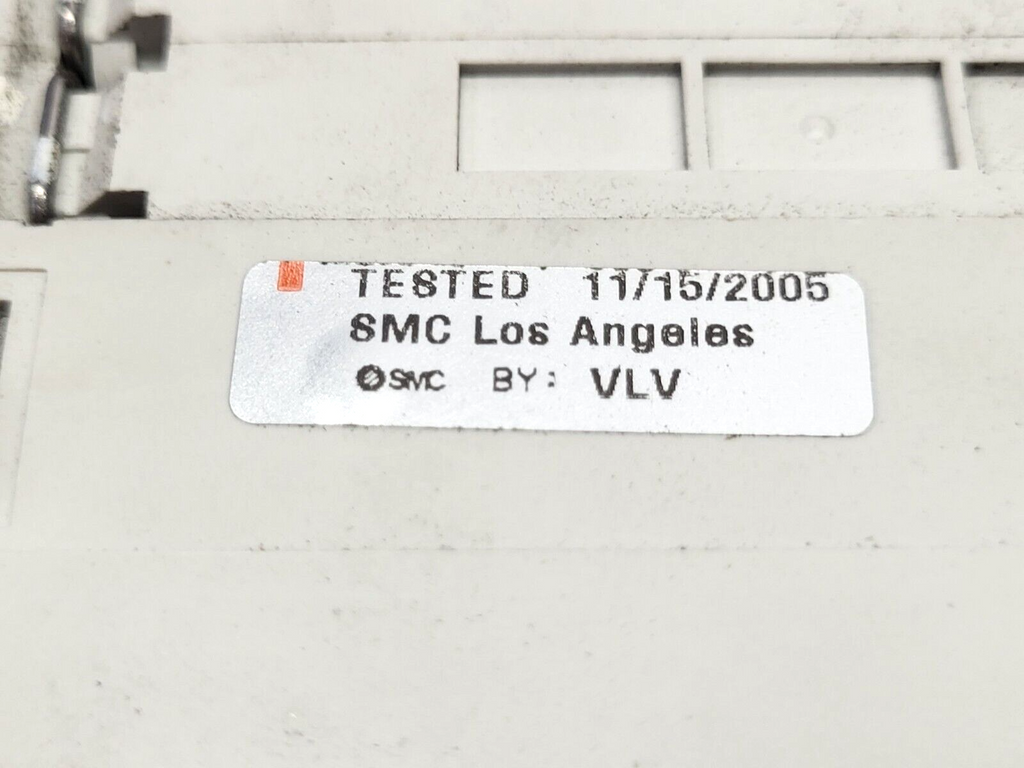 TESTED 11/15/2005
SMC Los Angeles
SMC BY: VLV